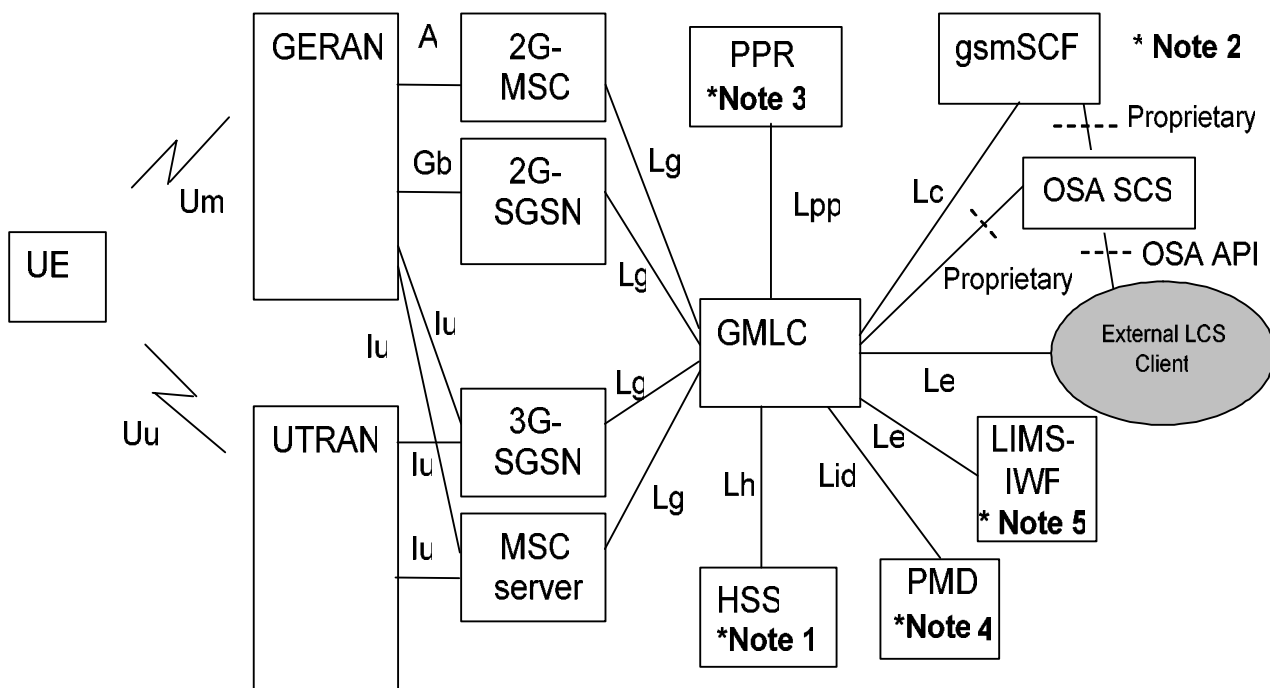 GERAN
A
2G-
MSC
PPR
*Note 3
gsmSCF
* Note 2
Proprietary
Gb
2G-
SGSN
Lg
Lpp
Lc
OSA SCS
Um
UE
Lg
Proprietary
OSA API
Iu
Iu
GMLC
External LCS
Client
Lg
Le
Uu
UTRAN
Iu
3G-
SGSN
Le
LIMS-
IWF
* Note 5
Lh
Lid
Lg
Iu
MSC
server
HSS
*Note 1
PMD
*Note 4